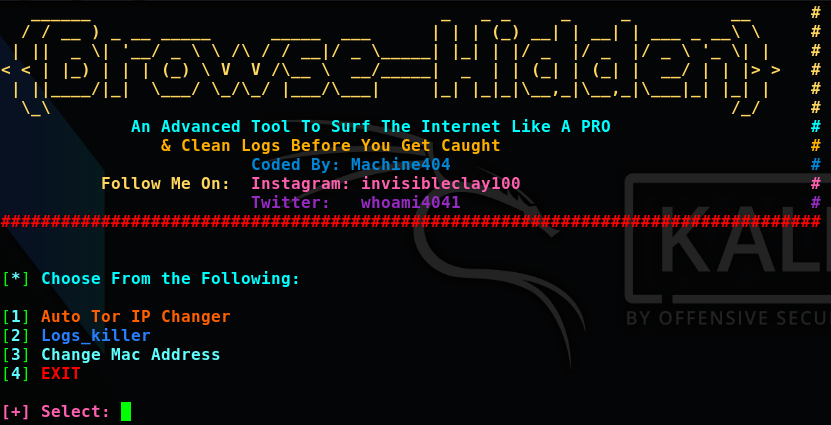 {Browse-Hidden} #
An Advanced Tool To Surf The Internet Like A PRO #
& Clean Logs Before You Get Caught #
Coded By: Machine404 #
Follow Me On: Instagram: invisibleclay100 #
Twitter: whoami4041 #
##################################################################################
[*] Choose From the Following:
[1] Auto Tor IP Changer
[2] Logs_killer
[3] Change Mac Address
[4] EXIT
[+] Select:
KALI
BY OFFENSIVE SECU